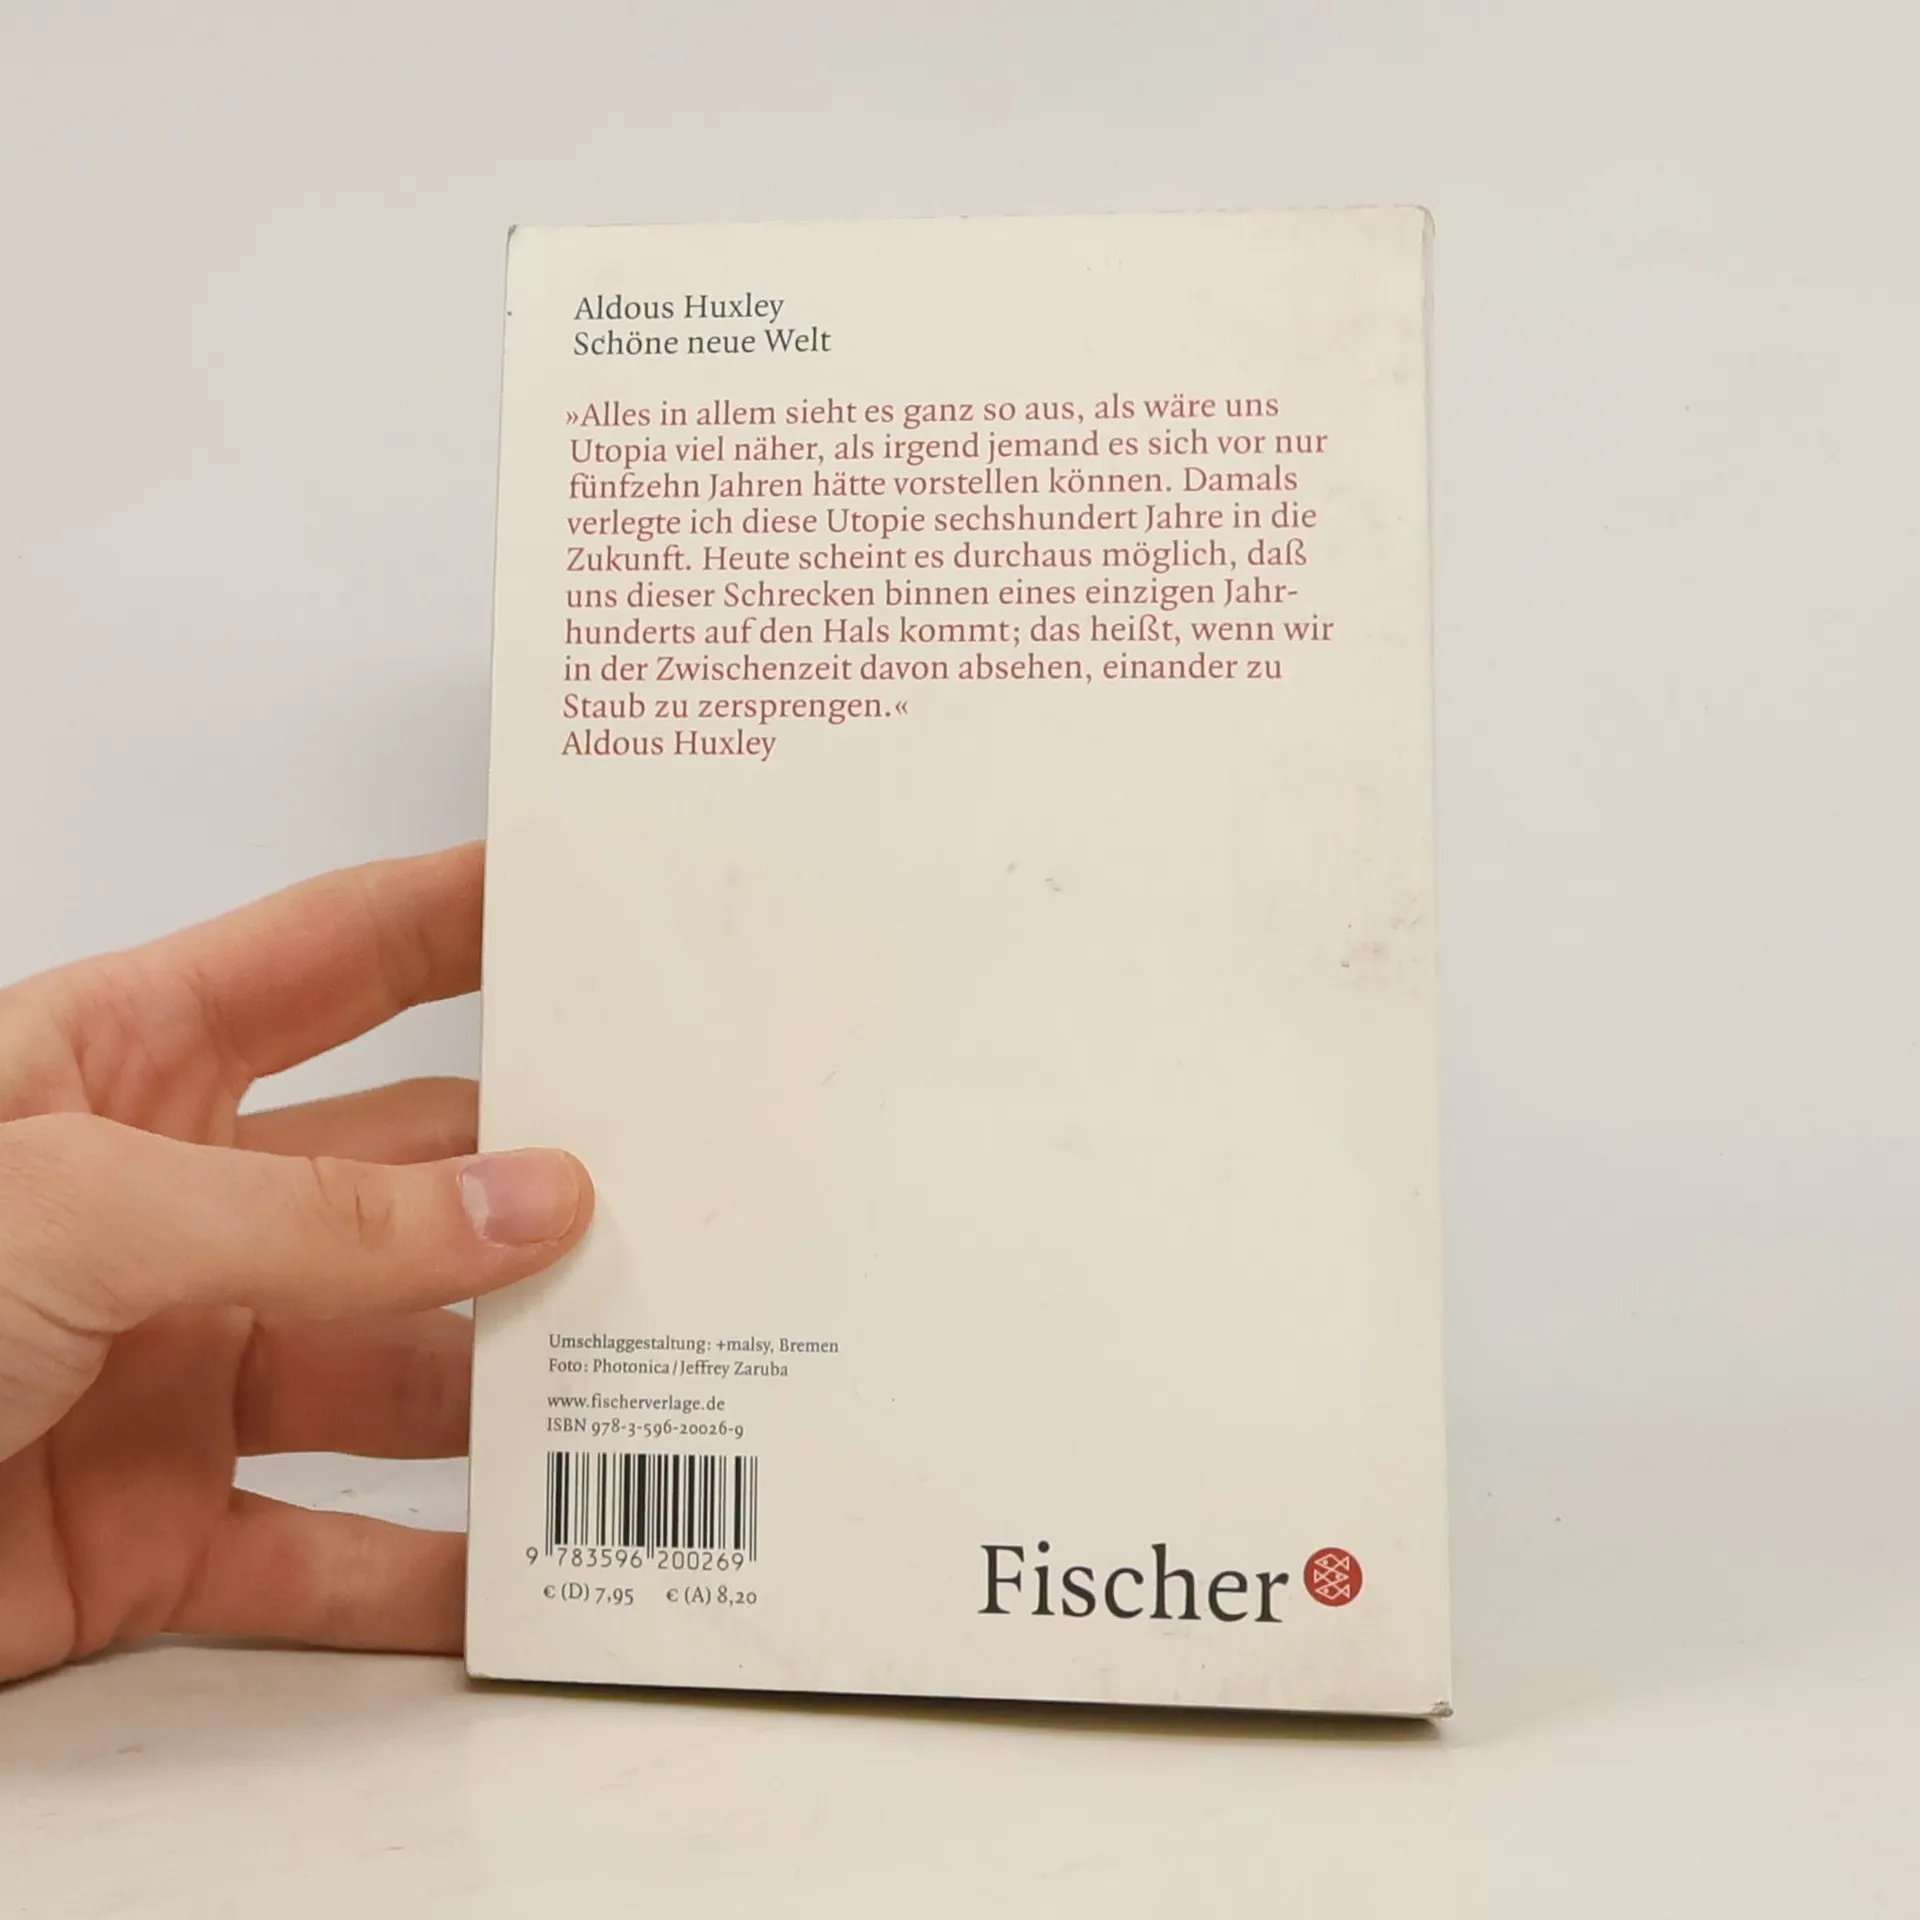 Aldous Huxley
Schöne neue Welt
»Alles in allem sieht es ganz so aus, als wäre uns
Utopia viel näher, als irgend jemand es sich vor nur
fünfzehn Jahren hätte vorstellen können. Damals
verlegte ich diese Utopie sechshundert Jahre in die
Zukunft. Heute scheint es durchaus möglich, daß
uns dieser Schrecken binnen eines einzigen Jahr-
hunderts auf den Hals kommt; das heißt, wenn wir
in der Zwischenzeit davon absehen, einander zu
Staub zu zersprengen.«
Aldous Huxley
Umschlaggestaltung: +malsy, Bremen
Foto: Photonica/Jeffrey Zaruba
www.fischerverlage.de
ISBN 978-3-596-20026-9
9 783596 200269
€ (D) 7,95 € (A) 8,20
Fischer